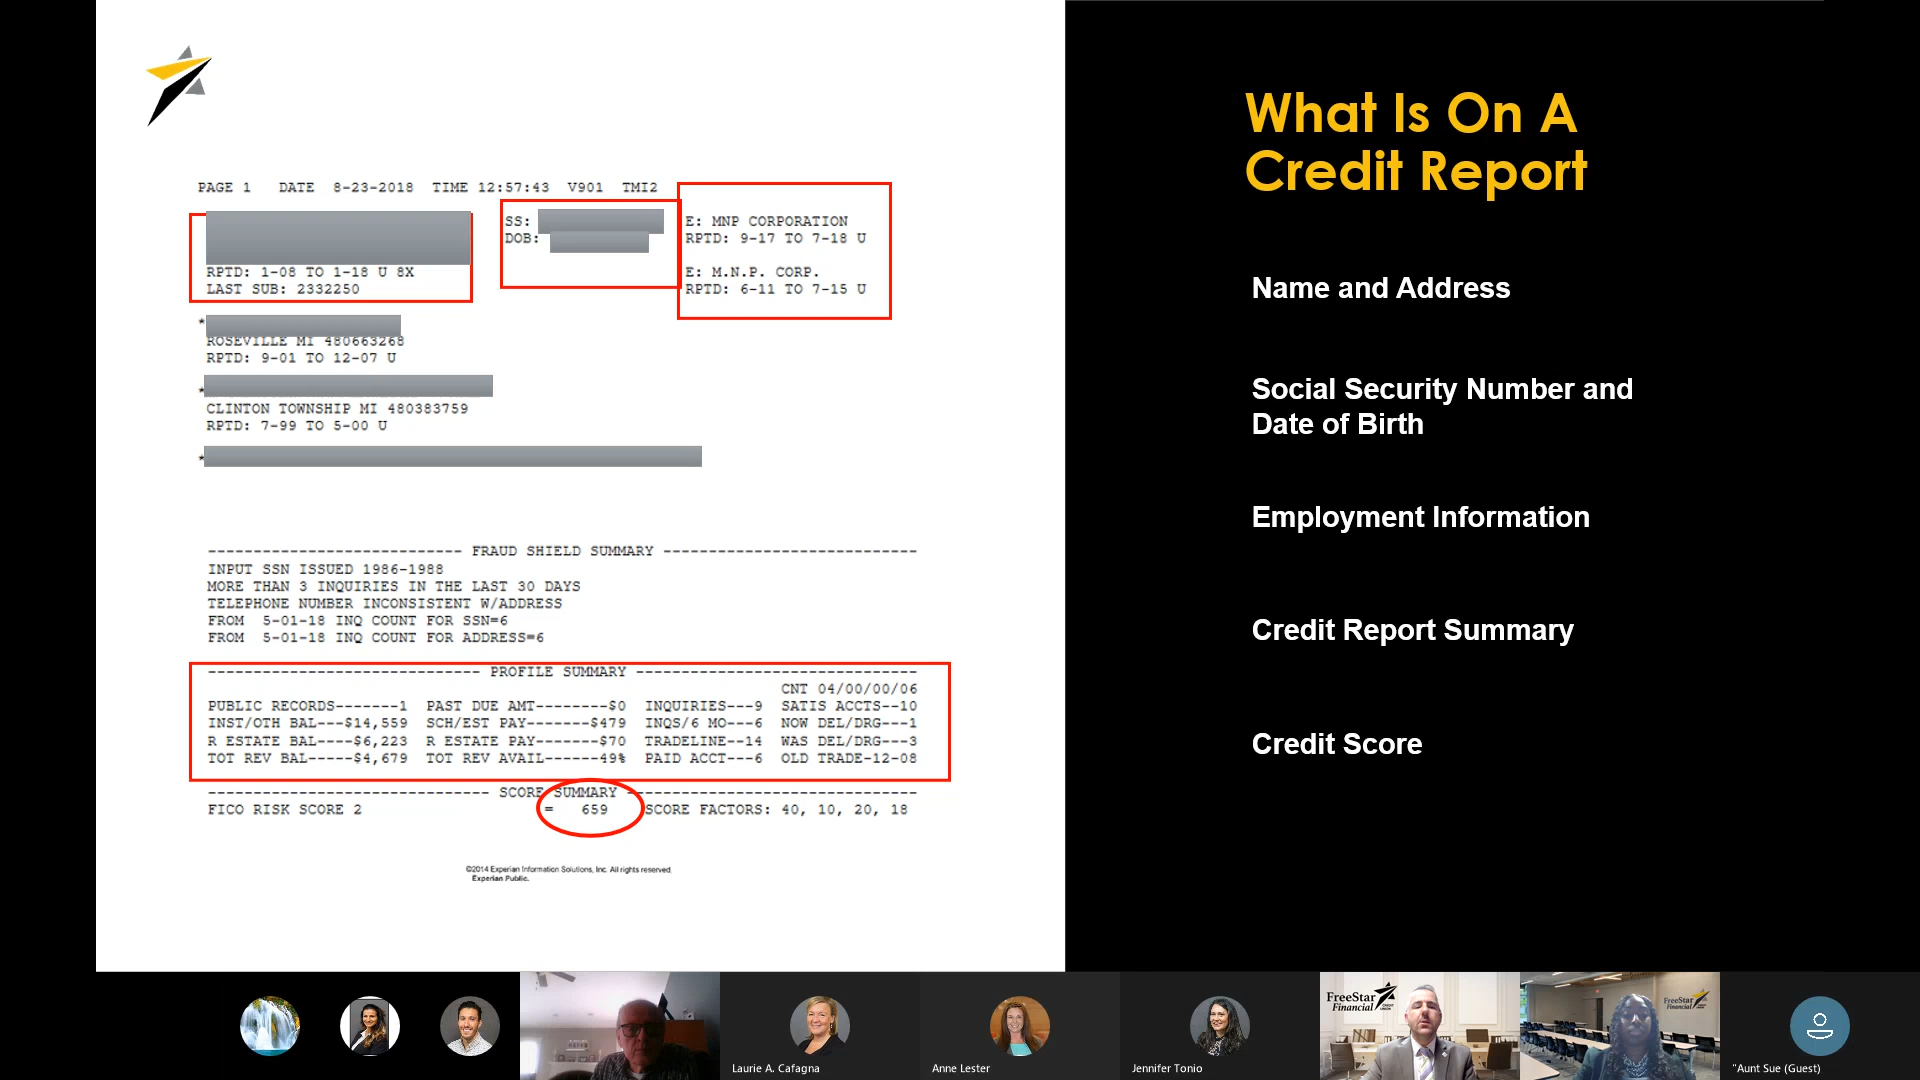 PAGE 1 DATE 8-23-2018 TIME 12:57:43 V901 TMI2
SS:
DOB:
E: MNP CORPORATION
RPTD: 9-17 TO 7-18 U
E: M.N.P. CORP.
RPTD: 6-11 TO 7-15 U
RPTD: 1-08 TO 1-18 U 8X
LAST SUB: 2332250
*
ROSEVILLE MI 480663268
RPTD: 9-01 TO 12-07 U
*
CLINTON TOWNSHIP MI 480383759
RPTD: 7-99 TO 5-00 U
*
---------------------------- FRAUD SHIELD SUMMARY ----------------------------
INPUT SSN ISSUED 1986-1988
MORE THAN 3 INQUIRIES IN THE LAST 30 DAYS
TELEPHONE NUMBER INCONSISTENT W/ADDRESS
FROM 5-01-18 INQ COUNT FOR SSN=6
FROM 5-01-18 INQ COUNT FOR ADDRESS=6
------------------------------ PROFILE SUMMARY -------------------------------
CNT 04/00/00/06
PUBLIC RECORDS-------1 PAST DUE AMT--------$0 INQUIRIES---9 SATIS ACCTS--10
INST/OTH BAL---$14,559 SCH/EST PAY-------$479 INQS/6 MO---6 NOW DEL/DRG---1
R ESTATE BAL----$6,223 R ESTATE PAY-------$70 TRADELINE--14 WAS DEL/DRG---3
TOT REV BAL-----$4,679 TOT REV AVAIL------49% PAID ACCT---6 OLD TRADE-12-08
------------------------------- SCORE SUMMARY --------------------------------
FICO RISK SCORE 2 = 659 SCORE FACTORS: 40, 10, 20, 18
©2014 Experian Information Solutions, Inc. All rights reserved.
Experian Public.
What Is On A
Credit Report
Name and Address
Social Security Number and
Date of Birth
Employment Information
Credit Report Summary
Credit Score
Laurie A. Cafagna
Anne Lester
Jennifer Tonio
FreeStar
Financial
FreeStar
Financial
"Aunt Sue (Guest)